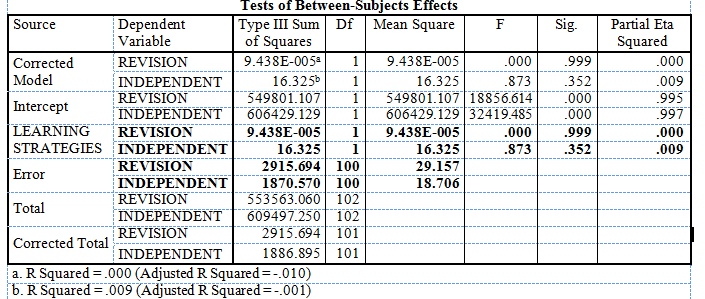 Tests of Between-Subjects Effects
Source Dependent Variable Type III Sum of Squares Df Mean Square F Sig. Partial Eta Squared
Corrected Model REVISION 9.438E-005a 1 9.438E-005 .000 .999 .000
INDEPENDENT 16.325b 1 16.325 .873 .352 .009
Intercept REVISION 549801.107 1 549801.107 18856.614 .000 .995
INDEPENDENT 606429.129 1 606429.129 32419.485 .000 .997
LEARNING STRATEGIES REVISION 9.438E-005 1 9.438E-005 .000 .999 .000
INDEPENDENT 16.325 1 16.325 .873 .352 .009
Error REVISION 2915.694 100 29.157
INDEPENDENT 1870.570 100 18.706
Total REVISION 553563.060 102
INDEPENDENT 609497.250 102
Corrected Total REVISION 2915.694 101
INDEPENDENT 1886.895 101
a. R Squared = .000 (Adjusted R Squared = -.010)
b. R Squared = .009 (Adjusted R Squared = -.001)